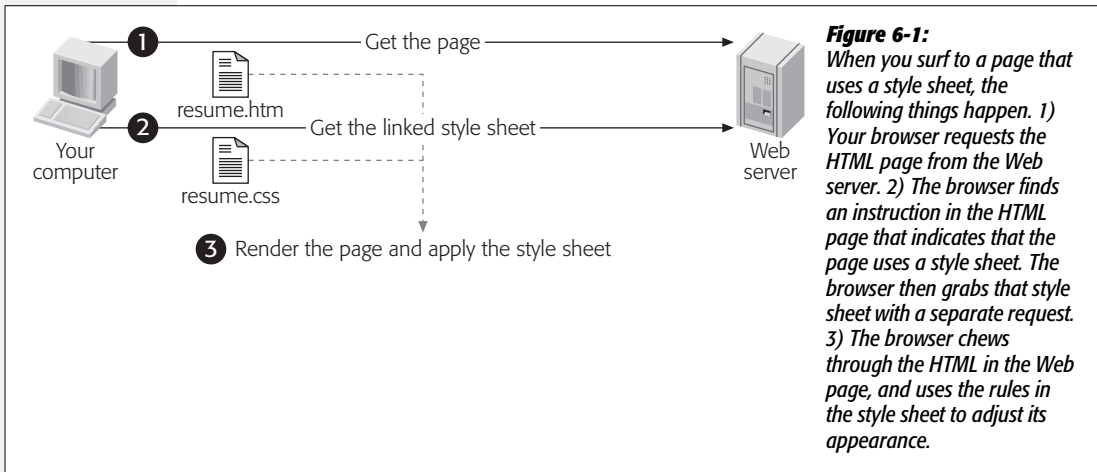 1 Get the page
resume.htm
2 Get the linked style sheet
Your
computer
Web
server
resume.css
3 Render the page and apply the style sheet
Figure 6-1:
When you surf to a page that
uses a style sheet, the
following things happen. 1)
Your browser requests the
HTML page from the Web
server. 2) The browser finds
an instruction in the HTML
page that indicates that the
page uses a style sheet. The
browser then grabs that style
sheet with a separate request.
3) The browser chews
through the HTML in the Web
page, and uses the rules in
the style sheet to adjust its
appearance.